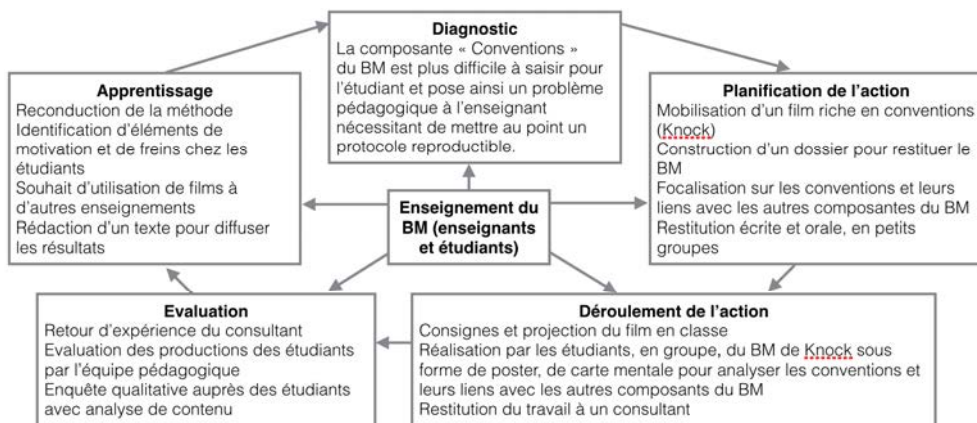 Diagnostic
La composante « Conventions »
du BM est plus difficile à saisir pour
l'étudiant et pose ainsi un problème
pédagogique à l'enseignant
nécessitant de mettre au point un
protocole reproductible.
Apprentissage
Reconduction de la méthode
Identification d'éléments de
motivation et de freins chez les
étudiants
Souhait d'utilisation de films à
d'autres enseignements
Rédaction d'un texte pour diffuser
les résultats
Planification de l'action
Mobilisation d'un film riche en conventions
(Knock)
Construction d'un dossier pour restituer le
BM
Focalisation sur les conventions et leurs
liens avec les autres composantes du BM
Restitution écrite et orale, en petits
groupes
Enseignement du
BM (enseignants
et étudiants)
Evaluation
Retour d'expérience du consultant
Evaluation des productions des étudiants
par l'équipe pédagogique
Enquête qualitative auprès des étudiants
avec analyse de contenu
Déroulement de l'action
Consignes et projection du film en classe
Réalisation par les étudiants, en groupe, du BM de Knock sous
forme de poster, de carte mentale pour analyser les conventions et
leurs liens avec les autres composants du BM
Restitution du travail à un consultant